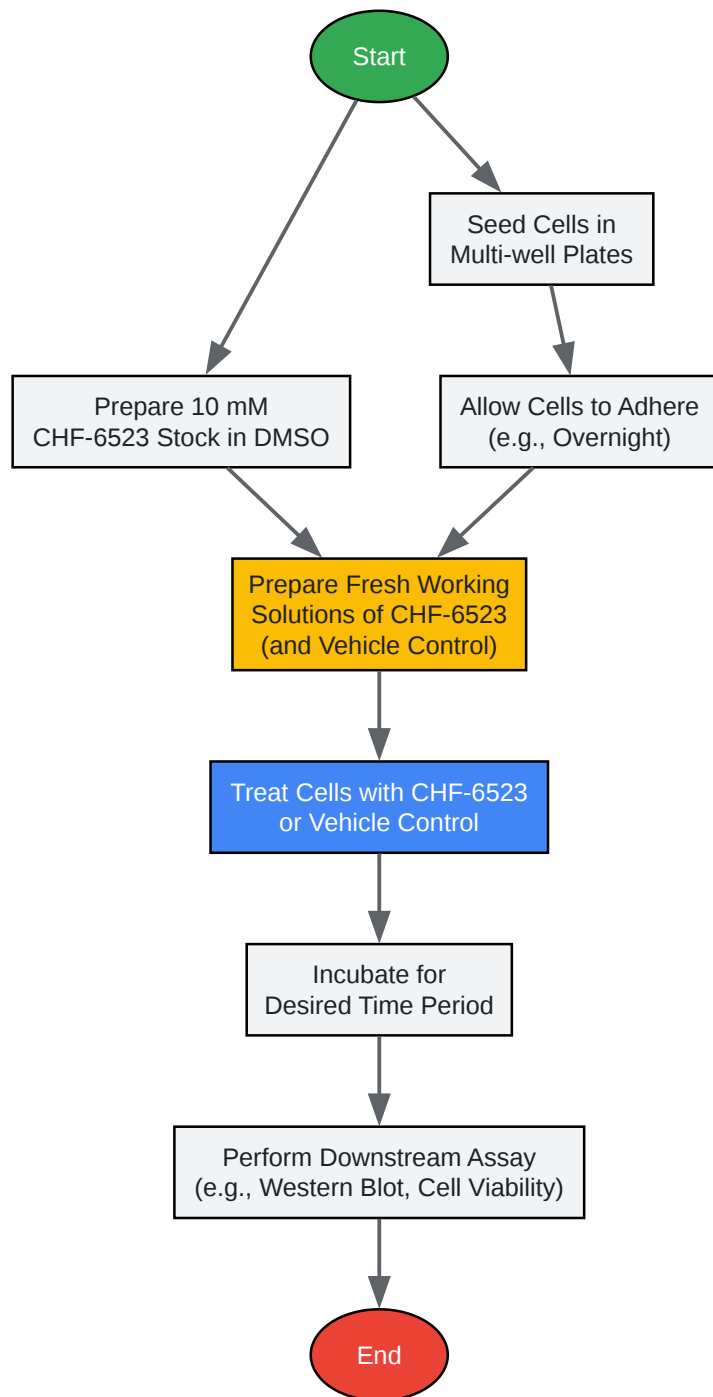 Start
Seed Cells in
Multi-well Plates
Prepare 10 mM
CHF-6523 Stock in DMSO
Allow Cells to Adhere
(e.g., Overnight)
Prepare Fresh Working
Solutions of CHF-6523
(and Vehicle Control)
Treat Cells with CHF-6523
or Vehicle Control
Incubate for
Desired Time Period
Perform Downstream Assay
(e.g., Western Blot, Cell Viability)
End